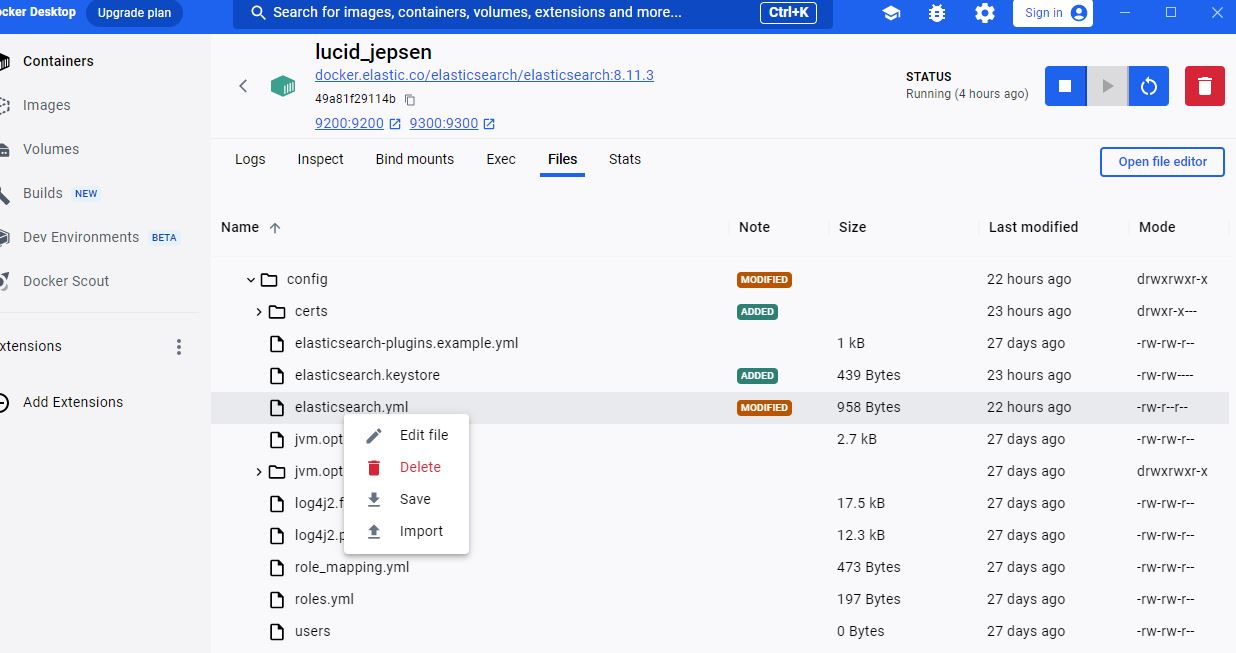 ocker Desktop Upgrade plan Search for images, containers, volumes, extensions and more... Ctrl+K Sign in
Containers
Images
Volumes
Builds NEW
Dev Environments BETA
Docker Scout
xtensions
Add Extensions
lucid_jepsen
docker.elastic.co/elasticsearch/elasticsearch:8.11.3
49a81f29114b
9200:9200 9300:9300
STATUS
Running (4 hours ago)
Logs Inspect Bind mounts Exec Files Stats Open file editor
Name Note Size Last modified Mode
config MODIFIED 22 hours ago drwxrwxr-x
certs ADDED 23 hours ago drwxr-x---
elasticsearch-plugins.example.yml 1 kB 27 days ago -rw-rw-r--
elasticsearch.keystore ADDED 439 Bytes 23 hours ago -rw-rw----
elasticsearch.yml MODIFIED 958 Bytes 22 hours ago -rw-r--r--
jvm.opt 2.7 kB 27 days ago -rw-rw-r--
jvm.opt 27 days ago drwxrwxr-x
log4j2.f 17.5 kB 27 days ago -rw-rw-r--
log4j2.p 12.3 kB 27 days ago -rw-rw-r--
role_mapping.yml 473 Bytes 27 days ago -rw-rw-r--
roles.yml 197 Bytes 27 days ago -rw-rw-r--
users 0 Bytes 27 days ago -rw-rw-r--
Edit file
Delete
Save
Import